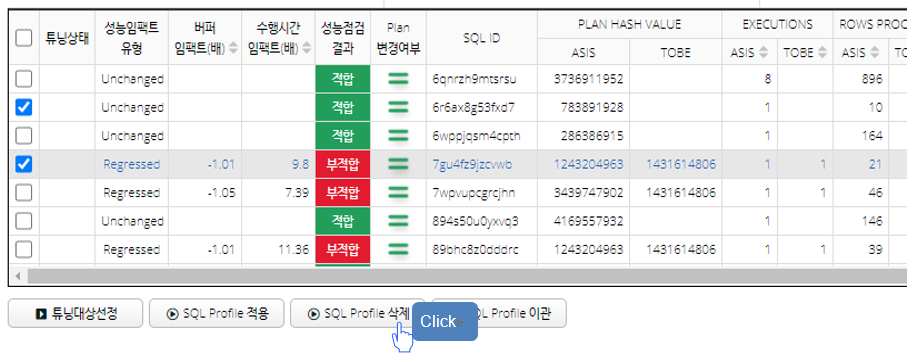 튜닝상태 성능임팩트 유형 버퍼 임팩트(배) 수행시간 임팩트(배) 성능점검 결과 Plan 변경여부 SQL ID PLAN HASH VALUE EXECUTIONS ROWS PROC
ASIS TOBE ASIS TOBE ASIS TO
Unchanged 적합 6qnrzh9mtsrsu 3736911952 8 896
Unchanged 적합 6r6ax8g53fxd7 783891928 1 10
Unchanged 적합 6wppjqsm4cpth 286386915 1 164
Regressed -1.01 9.8 부적합 7gu4fz9jzcvwb 1243204963 1431614806 1 1 21
Regressed -1.05 7.39 부적합 7wpvupcgrcjnn 3439747902 1431614806 1 1 46
Unchanged 적합 894s50u0yxvq3 4169557932 1 146
Regressed -1.01 11.36 부적합 89bhc8z0dddrc 1243204963 1431614806 1 1 39
튜닝대상선정 SQL Profile 적용 SQL Profile 삭제 SQL Profile 이관
Click